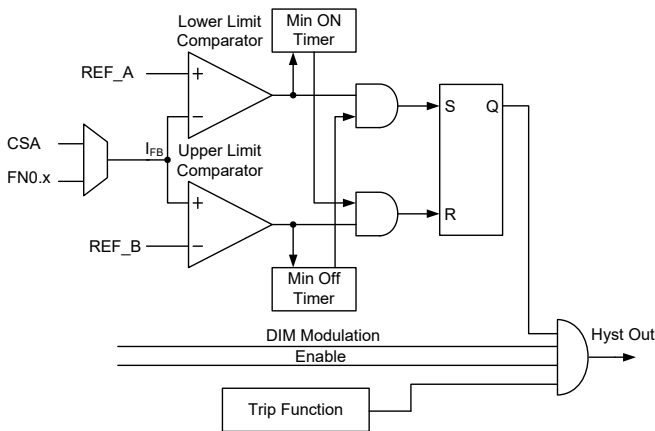 Lower Limit
Comparator
Min ON
Timer
REF_A
+
−
S
Q
CSA
FN0.x
IFB
Upper Limit
Comparator
+
−
R
REF_B
Min Off
Timer
DIM Modulation
Enable
Hyst Out
Trip Function